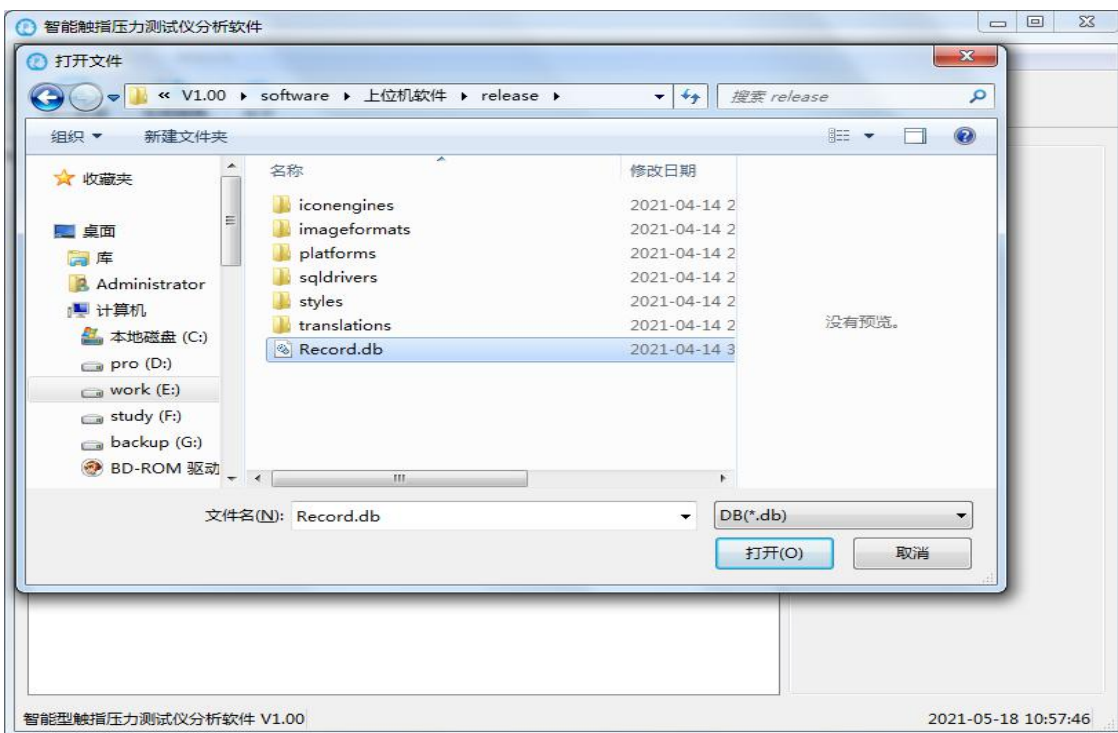 智能触指压力测试仪分析软件
打开文件
« V1.00 ▸ software ▸ 上位机软件 ▸ release ▸
搜索 release
组织 新建文件夹
收藏夹
桌面
库
Administrator
计算机
本地磁盘 (C:)
pro (D:)
work (E:)
study (F:)
backup (G:)
BD-ROM 驱动
名称 修改日期
iconengines 2021-04-14 2
imageformats 2021-04-14 2
platforms 2021-04-14 2
sqldrivers 2021-04-14 2
styles 2021-04-14 2
translations 2021-04-14 2
Record.db 2021-04-14 3
没有预览。
文件名(N): Record.db
DB(*.db)
打开(O) 取消
智能型触指压力测试仪分析软件 V1.00
2021-05-18 10:57:46